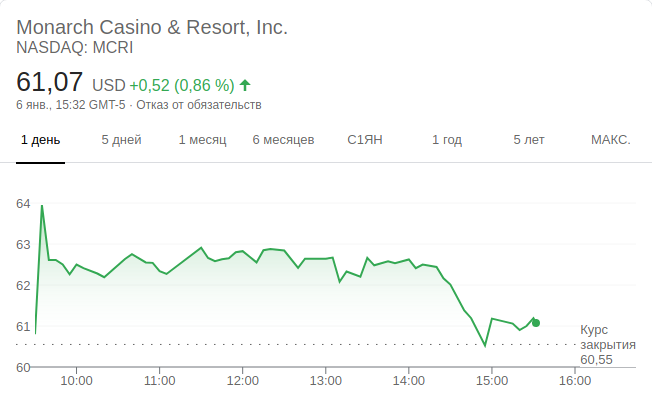 Monarch Casino & Resort, Inc.
NASDAQ: MCRI
61,07 USD +0,52 (0,86 %)
6 янв., 15:32 GMT-5 · Отказ от обязательств
1 день 5 дней 1 месяц 6 месяцев С1ЯН 1 год 5 лет МАКС.
64
63
62
61
60
Курс
закрытия
60,55
10:00 11:00 12:00 13:00 14:00 15:00 16:00